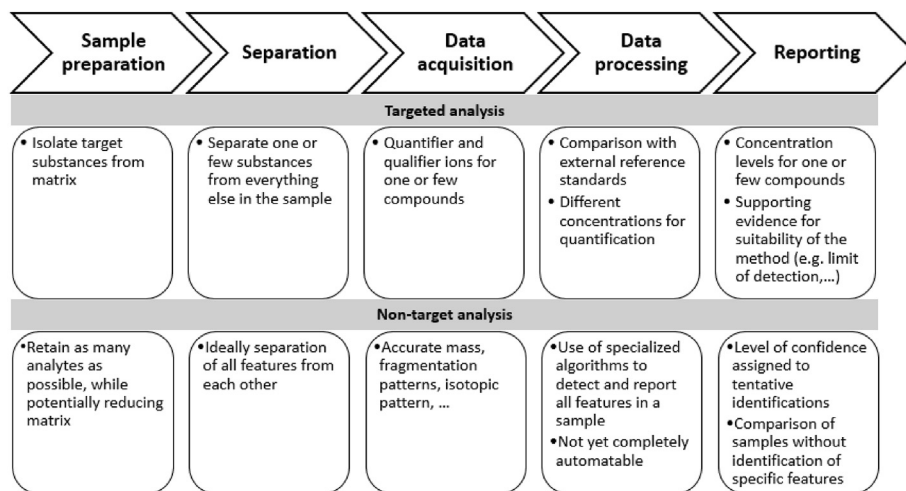 Sample
preparation
Separation
Data
acquisition
Data
processing
Reporting
Targeted analysis
• Isolate target
substances from
matrix
• Separate one or
few substances
from everything
else in the sample
• Quantifier and
qualifier ions for
one or few
compounds
• Comparison with
external reference
standards
• Different
concentrations for
quantification
• Concentration
levels for one or
few compounds
• Supporting
evidence for
suitability of the
method (e.g. limit
of detection,...)
Non-target analysis
•Retain as many
analytes as
possible, while
potentially reducing
matrix
•Ideally separation
of all features from
each other
•Accurate mass,
fragmentation
patterns, isotopic
pattern, ...
•Use of specialized
algorithms to
detect and report
all features in a
sample
•Not yet completely
automatable
•Level of confidence
assigned to
tentative
identifications
•Comparison of
samples without
identification of
specific features